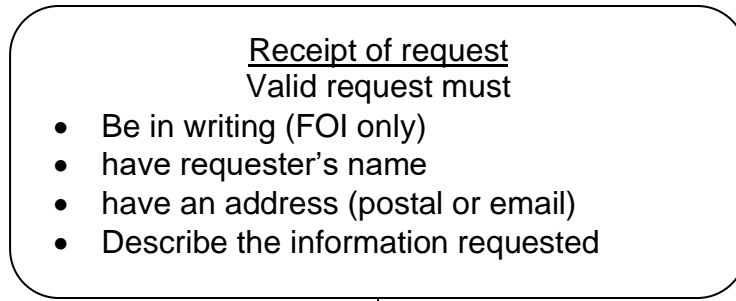 Receipt of request
Valid request must
• Be in writing (FOI only)
• have requester's name
• have an address (postal or email)
• Describe the information requested